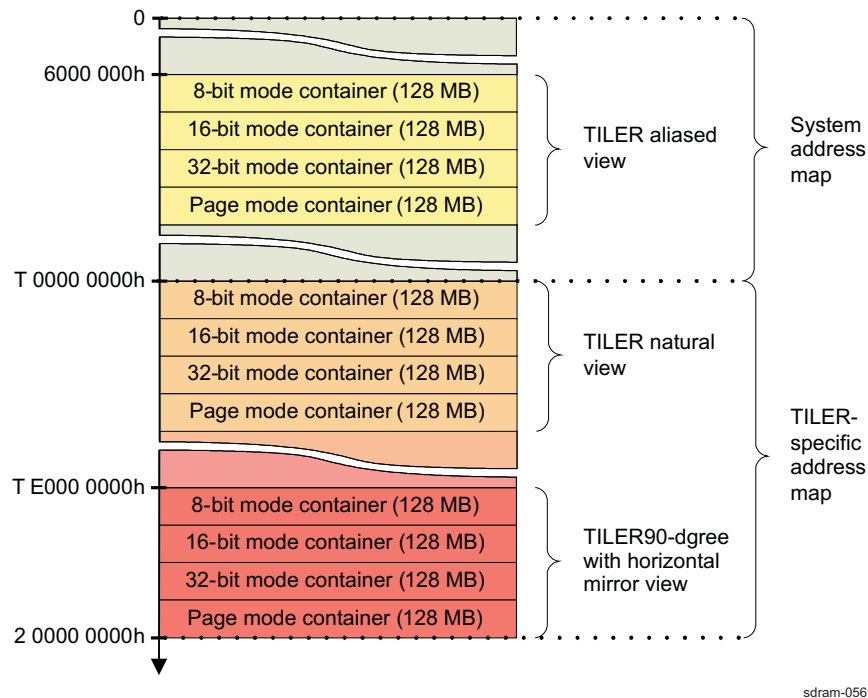 0
6000 000h
8-bit mode container (128 MB)
16-bit mode container (128 MB)
32-bit mode container (128 MB)
Page mode container (128 MB)
TILER aliased
view
System
address
map
T 0000 0000h
8-bit mode container (128 MB)
16-bit mode container (128 MB)
32-bit mode container (128 MB)
Page mode container (128 MB)
TILER natural
view
TILER-
specific
address
map
T E000 0000h
8-bit mode container (128 MB)
16-bit mode container (128 MB)
32-bit mode container (128 MB)
Page mode container (128 MB)
TILER90-dgree
with horizontal
mirror view
2 0000 0000h
sdram-056